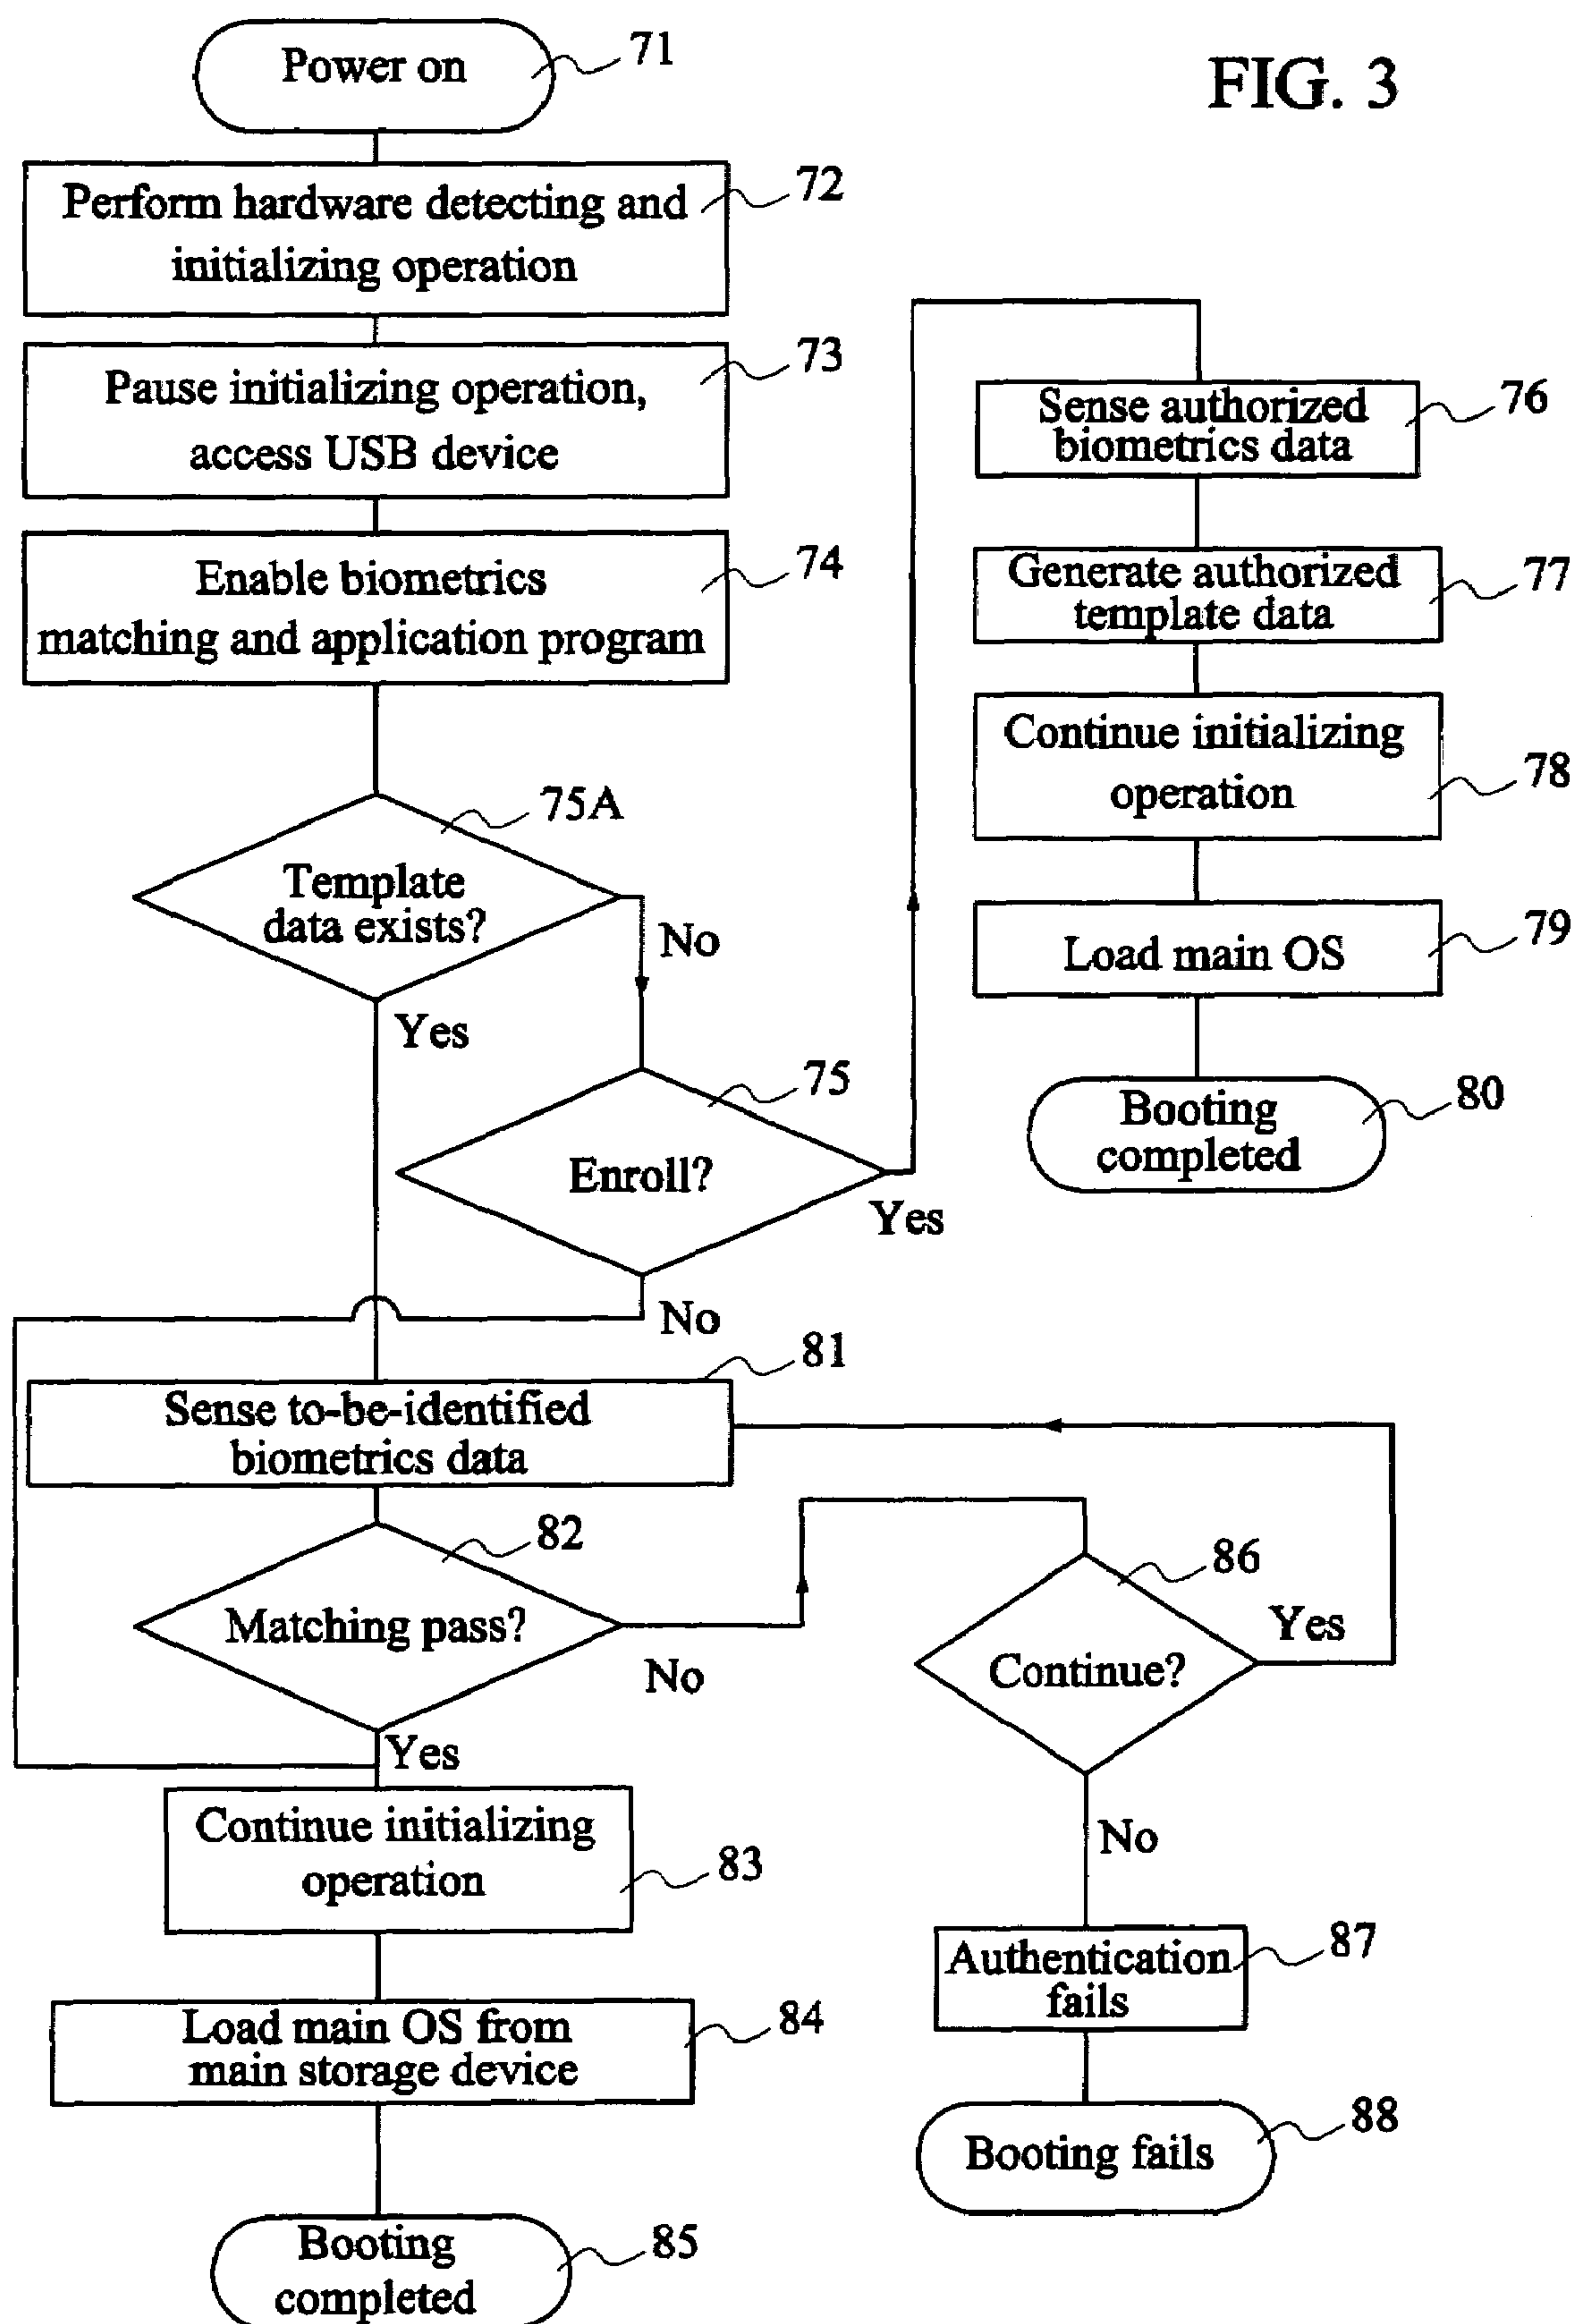 FIG. 3
Power on
71
Perform hardware detecting and
initializing operation
72
Pause initializing operation,
access USB device
73
Enable biometrics
matching and application program
74
Template
data exists?
75A
No
Yes
Enroll?
75
Yes
No
Sense authorized
biometrics data
76
Generate authorized
template data
77
Continue initializing
operation
78
Load main OS
79
Booting
completed
80
Sense to-be-identified
biometrics data
81
Matching pass?
82
No
Yes
Continue initializing
operation
83
Load main OS from
main storage device
84
Booting
completed
85
Continue?
86
Yes
No
Authentication
fails
87
Booting fails
88